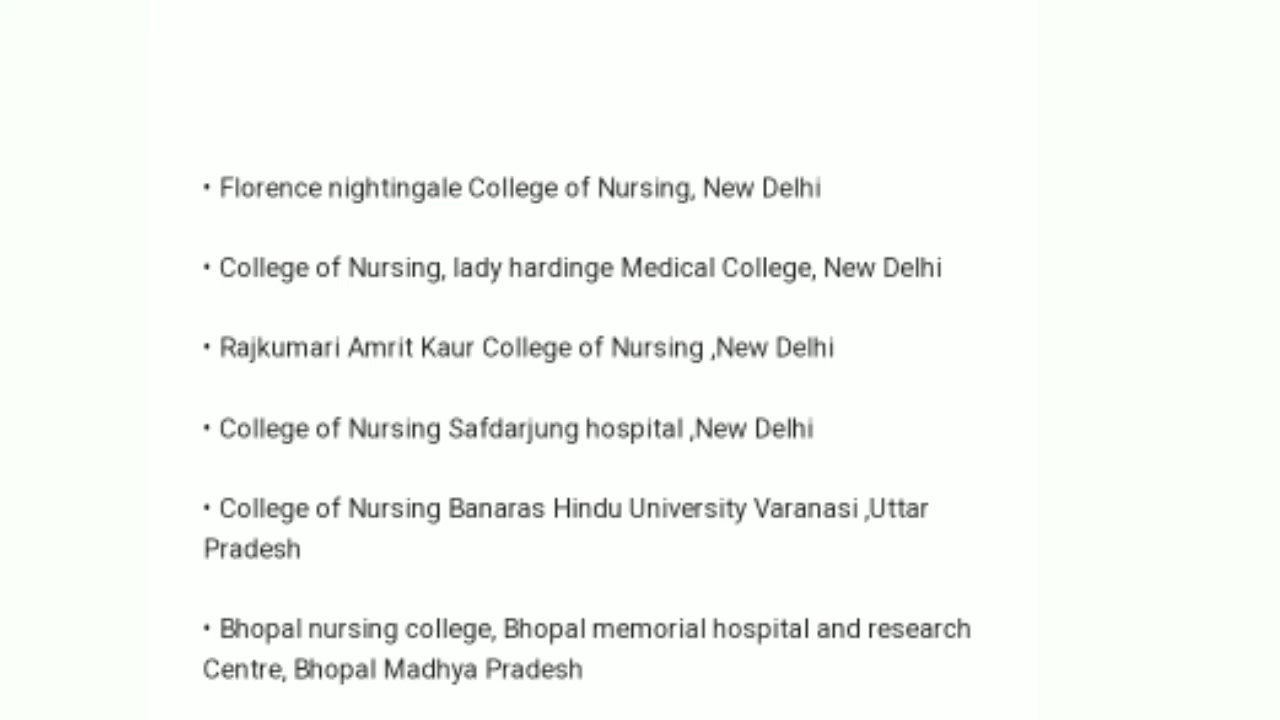 • Florence nightingale College of Nursing, New Delhi
• College of Nursing, lady hardinge Medical College, New Delhi
• Rajkumari Amrit Kaur College of Nursing ,New Delhi
• College of Nursing Safdarjung hospital ,New Delhi
• College of Nursing Banaras Hindu University Varanasi ,Uttar
Pradesh
• Bhopal nursing college, Bhopal memorial hospital and research
Centre, Bhopal Madhya Pradesh